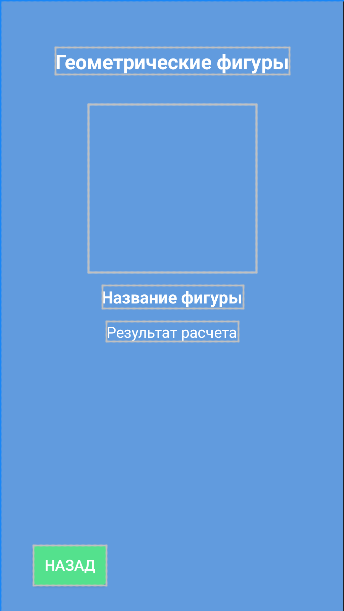 Геометрические фигуры
Название фигуры
Результат расчета
НАЗАД